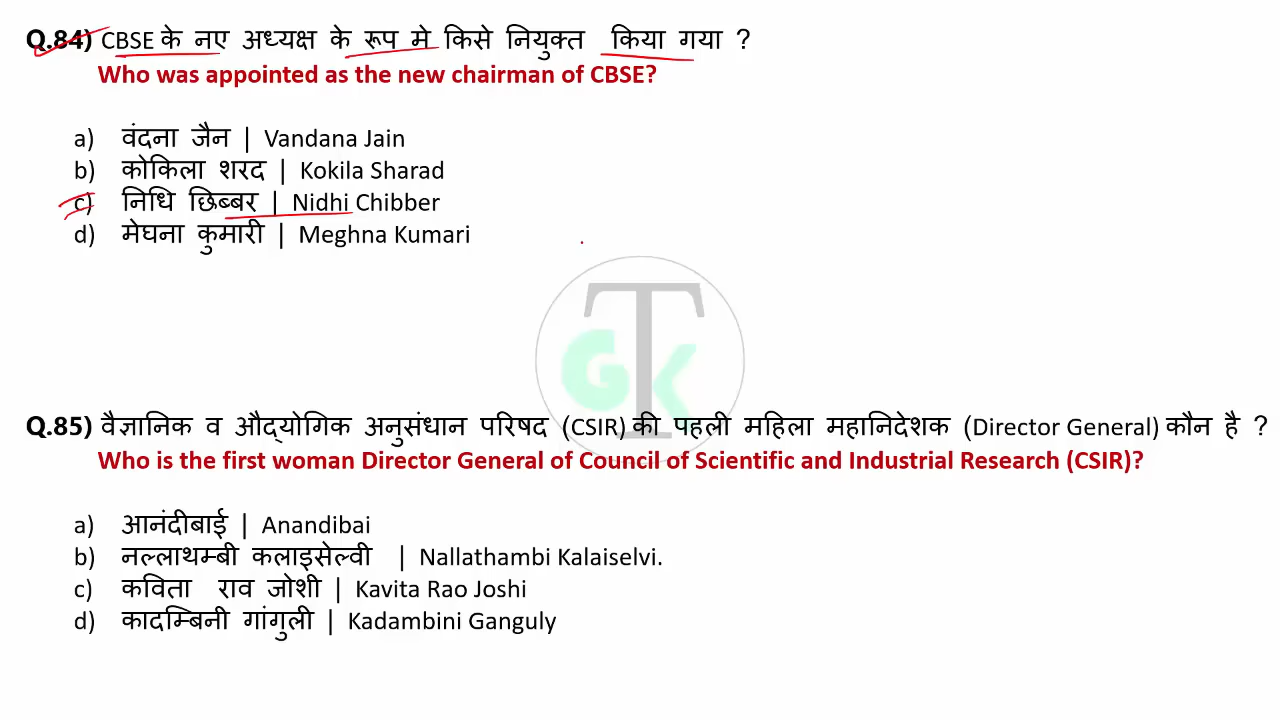 Q.84) CBSE के नए अध्यक्ष के रूप मे किसे नियुक्त किया गया ?
Who was appointed as the new chairman of CBSE?
a) वंदना जैन | Vandana Jain
b) कोकिला शरद | Kokila Sharad
c) निधि छिब्बर | Nidhi Chibber
d) मेघना कुमारी | Meghna Kumari
GTK
Q.85) वैज्ञानिक व औद्योगिक अनुसंधान परिषद (CSIR) की पहली महिला महानिदेशक (Director General) कौन है ?
Who is the first woman Director General of Council of Scientific and Industrial Research (CSIR)?
a) आनंदीबाई | Anandibai
b) नल्लाथम्बी कलाइसेल्वी | Nallathambi Kalaiselvi.
c) कविता राव जोशी | Kavita Rao Joshi
d) कादम्बिनी गांगुली | Kadambini Ganguly